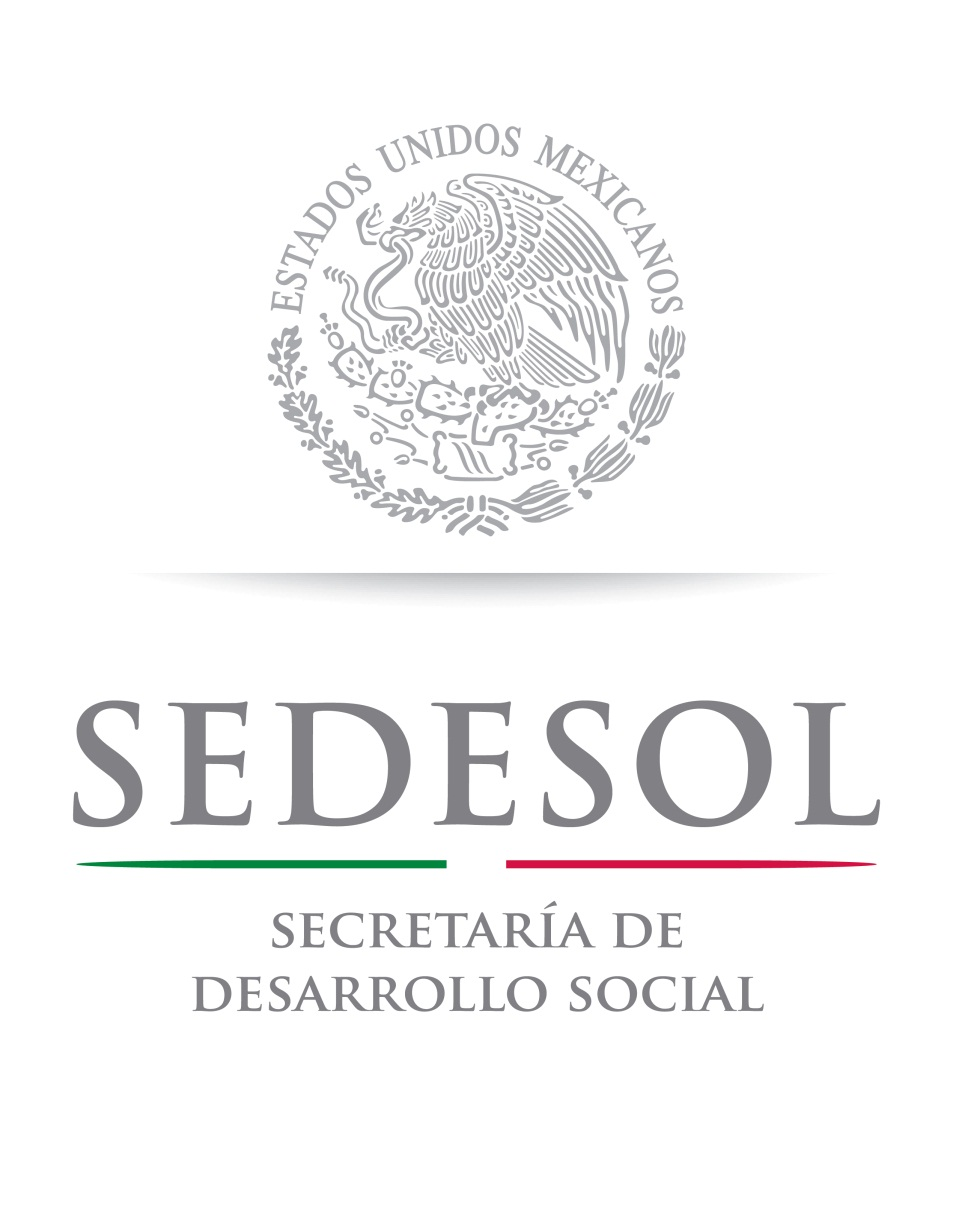 ESTADOS UNIDOS MEXICANOS
SEDESOL
SECRETARÍA DE
DESARROLLO SOCIAL